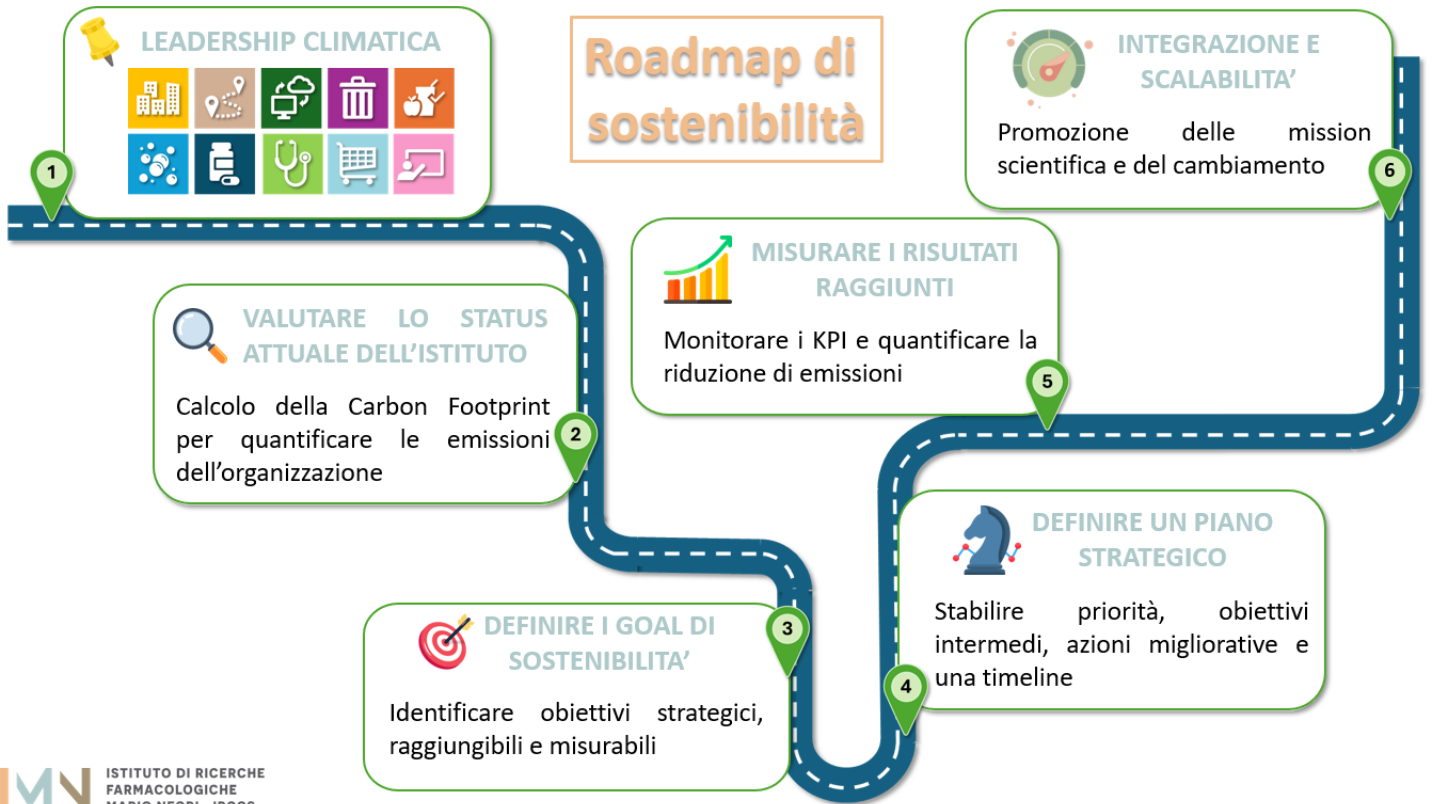 Roadmap di
sostenibilità
1
LEADERSHIP CLIMATICA
2
VALUTARE LO STATUS
ATTUALE DELL'ISTITUTO
Calcolo della Carbon Footprint
per quantificare le emissioni
dell'organizzazione
3
DEFINIRE I GOAL DI
SOSTENIBILITA'
Identificare obiettivi strategici,
raggiungibili e misurabili
4
DEFINIRE UN PIANO
STRATEGICO
Stabilire priorità, obiettivi
intermedi, azioni migliorative e
una timeline
5
MISURARE I RISULTATI
RAGGIUNTI
Monitorare i KPI e quantificare la
riduzione di emissioni
6
INTEGRAZIONE E
SCALABILITA'
Promozione delle mission
scientifica e del cambiamento
ISTITUTO DI RICERCHE
FARMACOLOGICHE
MARIO NEGRI · IRCCS